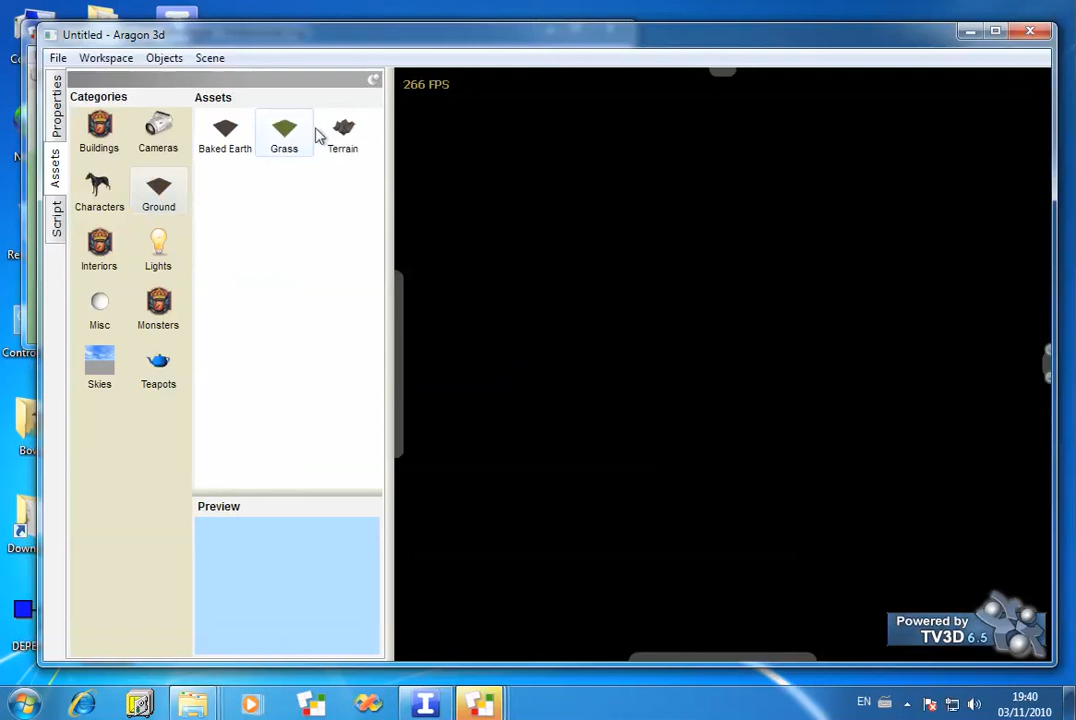 Untitled - Aragon 3d
File Workspace Objects Scene
Properties
Assets
Script
Categories
Buildings Cameras
Characters Ground
Interiors Lights
Misc Monsters
Skies Teapots
Assets
Baked Earth Grass Terrain
Preview
266 FPS
Powered by
TV3D 6.5
EN
19:40
03/11/2010